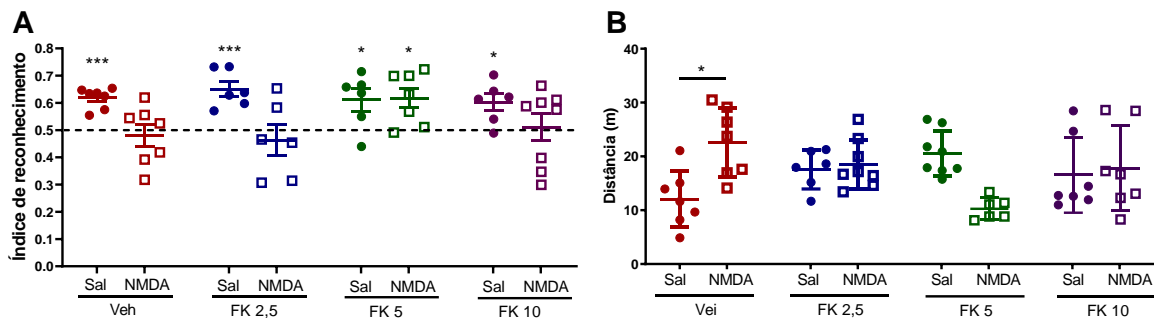 A
Índice de reconhecimento
0.8
0.7
0.6
0.5
0.4
0.3
0.2
0.1
0.0
***
***
*
*
*
Sal NMDA Sal NMDA Sal NMDA Sal NMDA
Veh FK 2,5 FK 5 FK 10
B
Distância (m)
40
30
20
10
0
*
Sal NMDA Sal NMDA Sal NMDA Sal NMDA
Vei FK 2,5 FK 5 FK 10